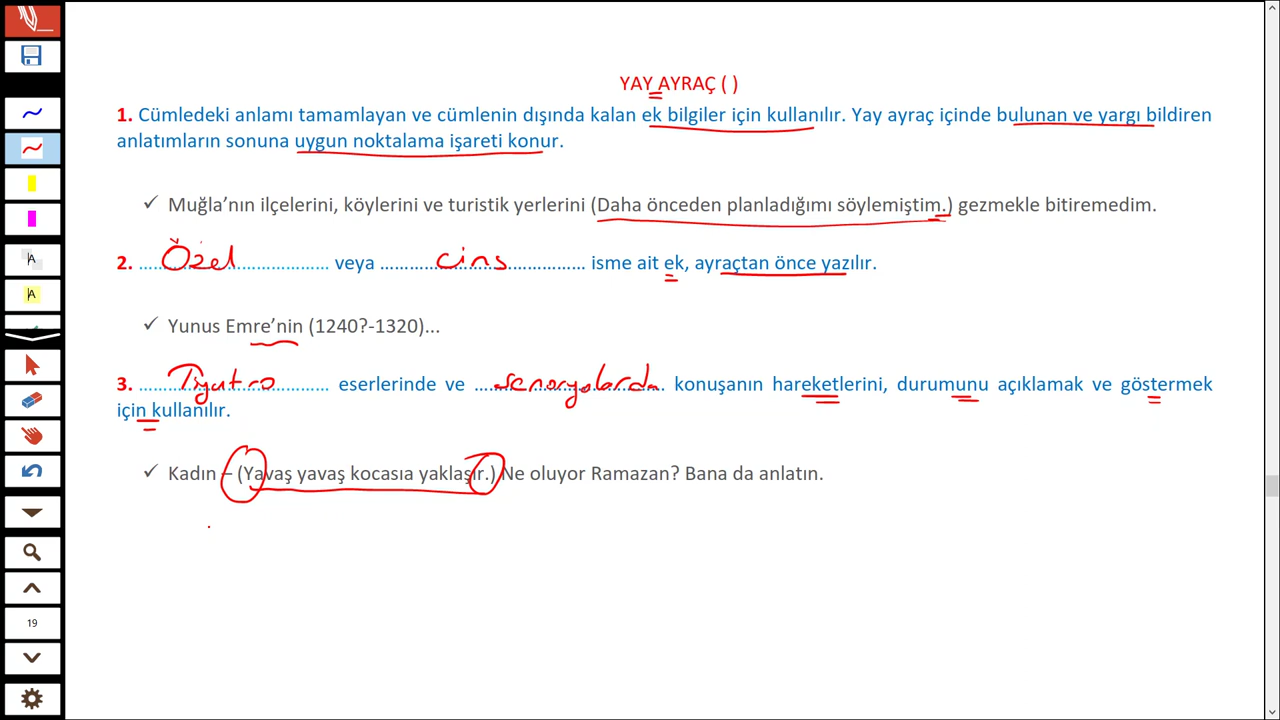 YAY AYRAÇ ( )
1. Cümledeki anlamı tamamlayan ve cümlenin dışında kalan ek bilgiler için kullanılır. Yay ayraç içinde bulunan ve yargı bildiren
anlatımların sonuna uygun noktalama işareti konur.
✓ Muğla’nın ilçelerini, köylerini ve turistik yerlerini (Daha önceden planladığımı söylemiştim.) gezmekle bitiremedim.
2. Özel veya cins isme ait ek, ayraçtan önce yazılır.
✓ Yunus Emre’nin (1240?-1320)...
3. Tiyatro eserlerinde ve senaryolarda konuşanın hareketlerini, durumunu açıklamak ve göstermek
için kullanılır.
✓ Kadın – (Yavaş yavaş kocasıa yaklaşır.) Ne oluyor Ramazan? Bana da anlatın.
A
A
19